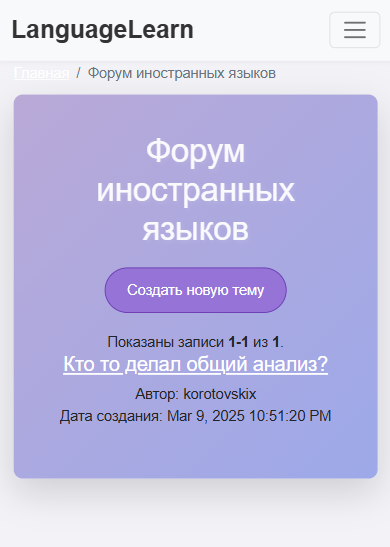 LanguageLearn
Главная / Форум иностранных языков
Форум
иностранных
языков
Создать новую тему
Показаны записи 1-1 из 1.
Кто то делал общий анализ?
Автор: korotovskix
Дата создания: Mar 9, 2025 10:51:20 PM